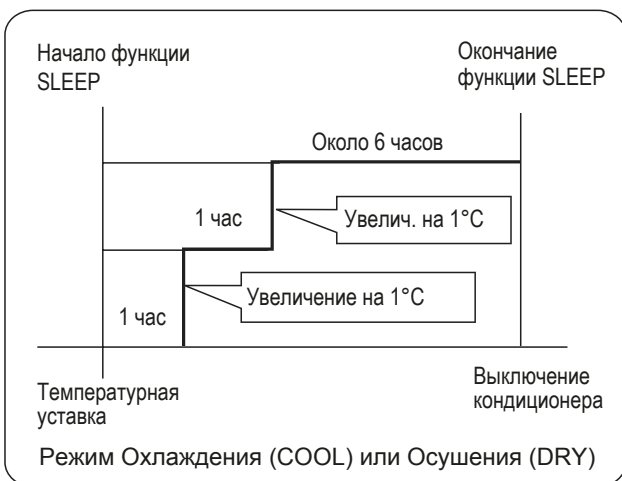 Начало функции
SLEEP
Окончание
функции SLEEP
Около 6 часов
1 час
Увелич. на 1°C
1 час
Увеличение на 1°C
Температурная
уставка
Выключение
кондиционера
Режим Охлаждения (COOL) или Осушения (DRY)